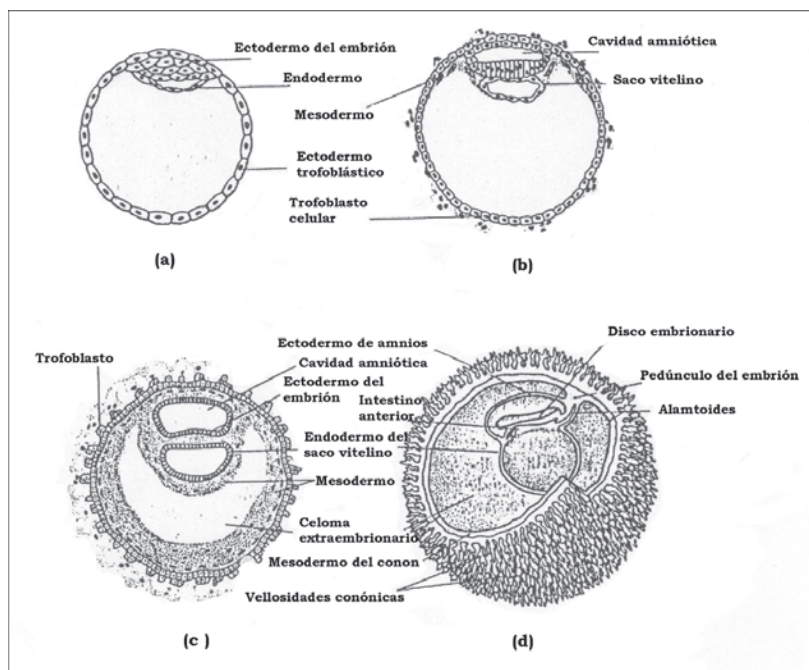 Ectodermo del embrión
Endodermo
Mesodermo
Ectodermo
trofoblástico
Trofoblasto
celular
(a)
Cavidad amniótica
Saco vitelino
(b)
Trofoblasto
Ectodermo de amnios
Cavidad amniótica
Ectodermo del
embrión
Intestino
anterior
Endodermo del
saco vitelino
Mesodermo
Celoma
extraembrionario
Mesodermo del conon
Vellosidades conónicas
(c )
Disco embrionario
Pedúnculo del embrión
Alamtoides
(d)